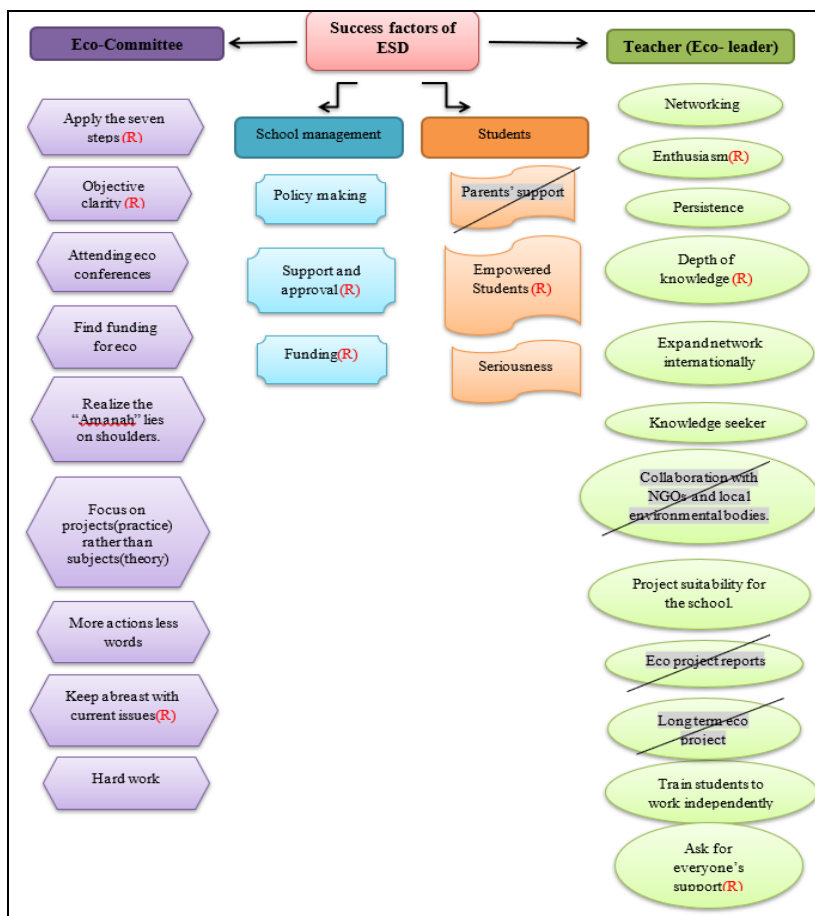 Success factors of
ESD
Eco-Committee
Teacher (Eco- leader)
School management
Students
Apply the seven
steps (R)
Objective
clarity (R)
Attending eco
conferences
Find funding
for eco
Realize the
“Amanah” lies
on shoulders.
Focus on
projects(practice)
rather than
subjects(theory)
More actions less
words
Keep abreast with
current issues(R)
Hard work
Policy making
Support and
approval (R)
Funding(R)
Parents’ support
Empowered
Students (R)
Seriousness
Networking
Enthusiasm(R)
Persistence
Depth of
knowledge (R)
Expand network
internationally
Knowledge seeker
Collaboration with
NGOs and local
environmental bodies.
Project suitability for
the school.
Eco project reports
Long term eco
project
Train students to
work independently
Ask for
everyone’s
support(R)